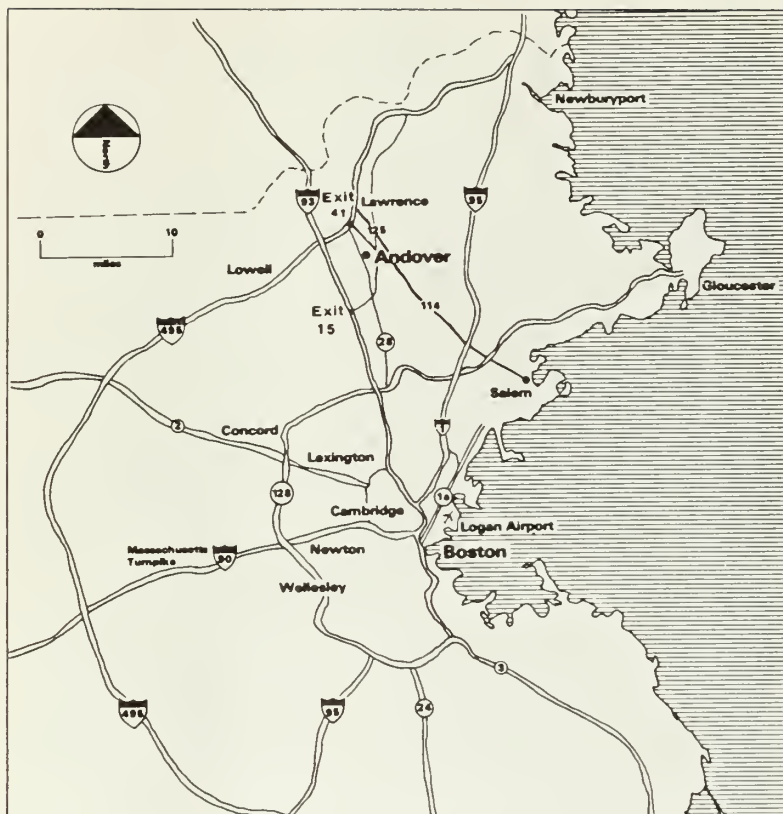 Newburyport
North
93
Exit
41
Lawrence
95
125
0 10
miles
Andover
Lowell
Gloucester
Exit
15
114
495
28
Salem
Concord
2
1
Lexington
128
1a
Cambridge
Logan Airport
Massachusetts
Turnpike
90
Newton
Boston
Wellesley
3
495
95
24